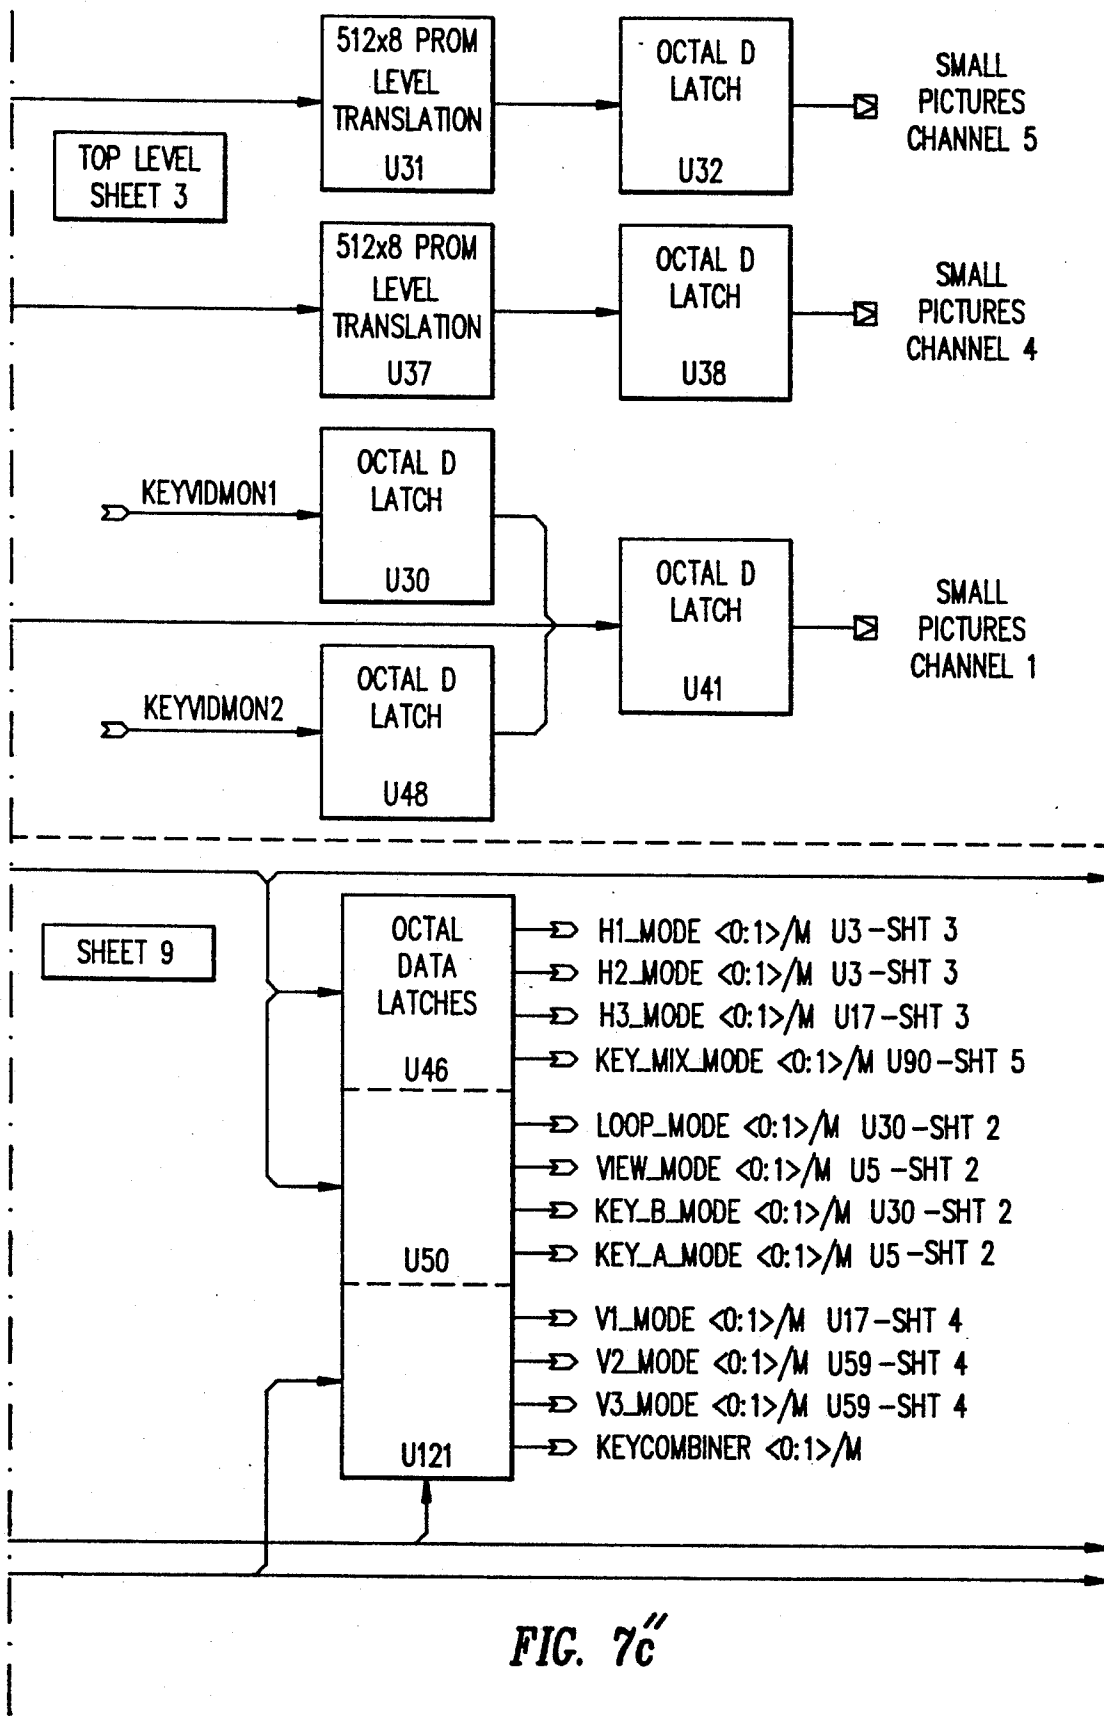 512x8 PROM
LEVEL
TRANSLATION
U31
OCTAL D
LATCH
U32
SMALL
PICTURES
CHANNEL 5
TOP LEVEL
SHEET 3
512x8 PROM
LEVEL
TRANSLATION
U37
OCTAL D
LATCH
U38
SMALL
PICTURES
CHANNEL 4
KEYVIDMON1
OCTAL D
LATCH
U30
OCTAL D
LATCH
U41
SMALL
PICTURES
CHANNEL 1
KEYVIDMON2
OCTAL D
LATCH
U48
SHEET 9
OCTAL
DATA
LATCHES
U46
H1_MODE <0:1>/M U3-SHT 3
H2_MODE <0:1>/M U3-SHT 3
H3_MODE <0:1>/M U17-SHT 3
KEY_MIX_MODE <0:1>/M U90-SHT 5
U50
LOOP_MODE <0:1>/M U30-SHT 2
VIEW_MODE <0:1>/M U5-SHT 2
KEY_B_MODE <0:1>/M U30-SHT 2
KEY_A_MODE <0:1>/M U5-SHT 2
U121
V1_MODE <0:1>/M U17-SHT 4
V2_MODE <0:1>/M U59-SHT 4
V3_MODE <0:1>/M U59-SHT 4
KEYCOMBINER <0:1>/M
FIG. 7c"